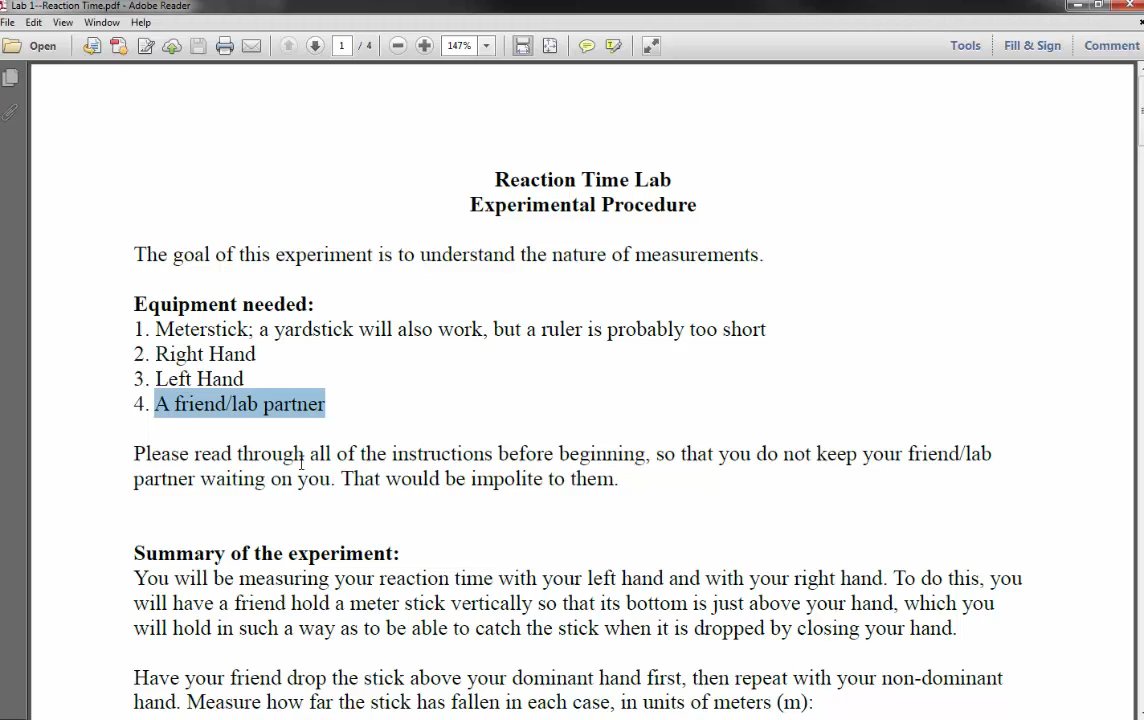 Lab 1--Reaction Time.pdf - Adobe Reader
File Edit View Window Help
Open 1 / 4 147% Tools Fill & Sign Comment
Reaction Time Lab
Experimental Procedure
The goal of this experiment is to understand the nature of measurements.
Equipment needed:
1. Meterstick; a yardstick will also work, but a ruler is probably too short
2. Right Hand
3. Left Hand
4. A friend/lab partner
Please read through all of the instructions before beginning, so that you do not keep your friend/lab
partner waiting on you. That would be impolite to them.
Summary of the experiment:
You will be measuring your reaction time with your left hand and with your right hand. To do this, you
will have a friend hold a meter stick vertically so that its bottom is just above your hand, which you
will hold in such a way as to be able to catch the stick when it is dropped by closing your hand.
Have your friend drop the stick above your dominant hand first, then repeat with your non-dominant
hand. Measure how far the stick has fallen in each case, in units of meters (m):